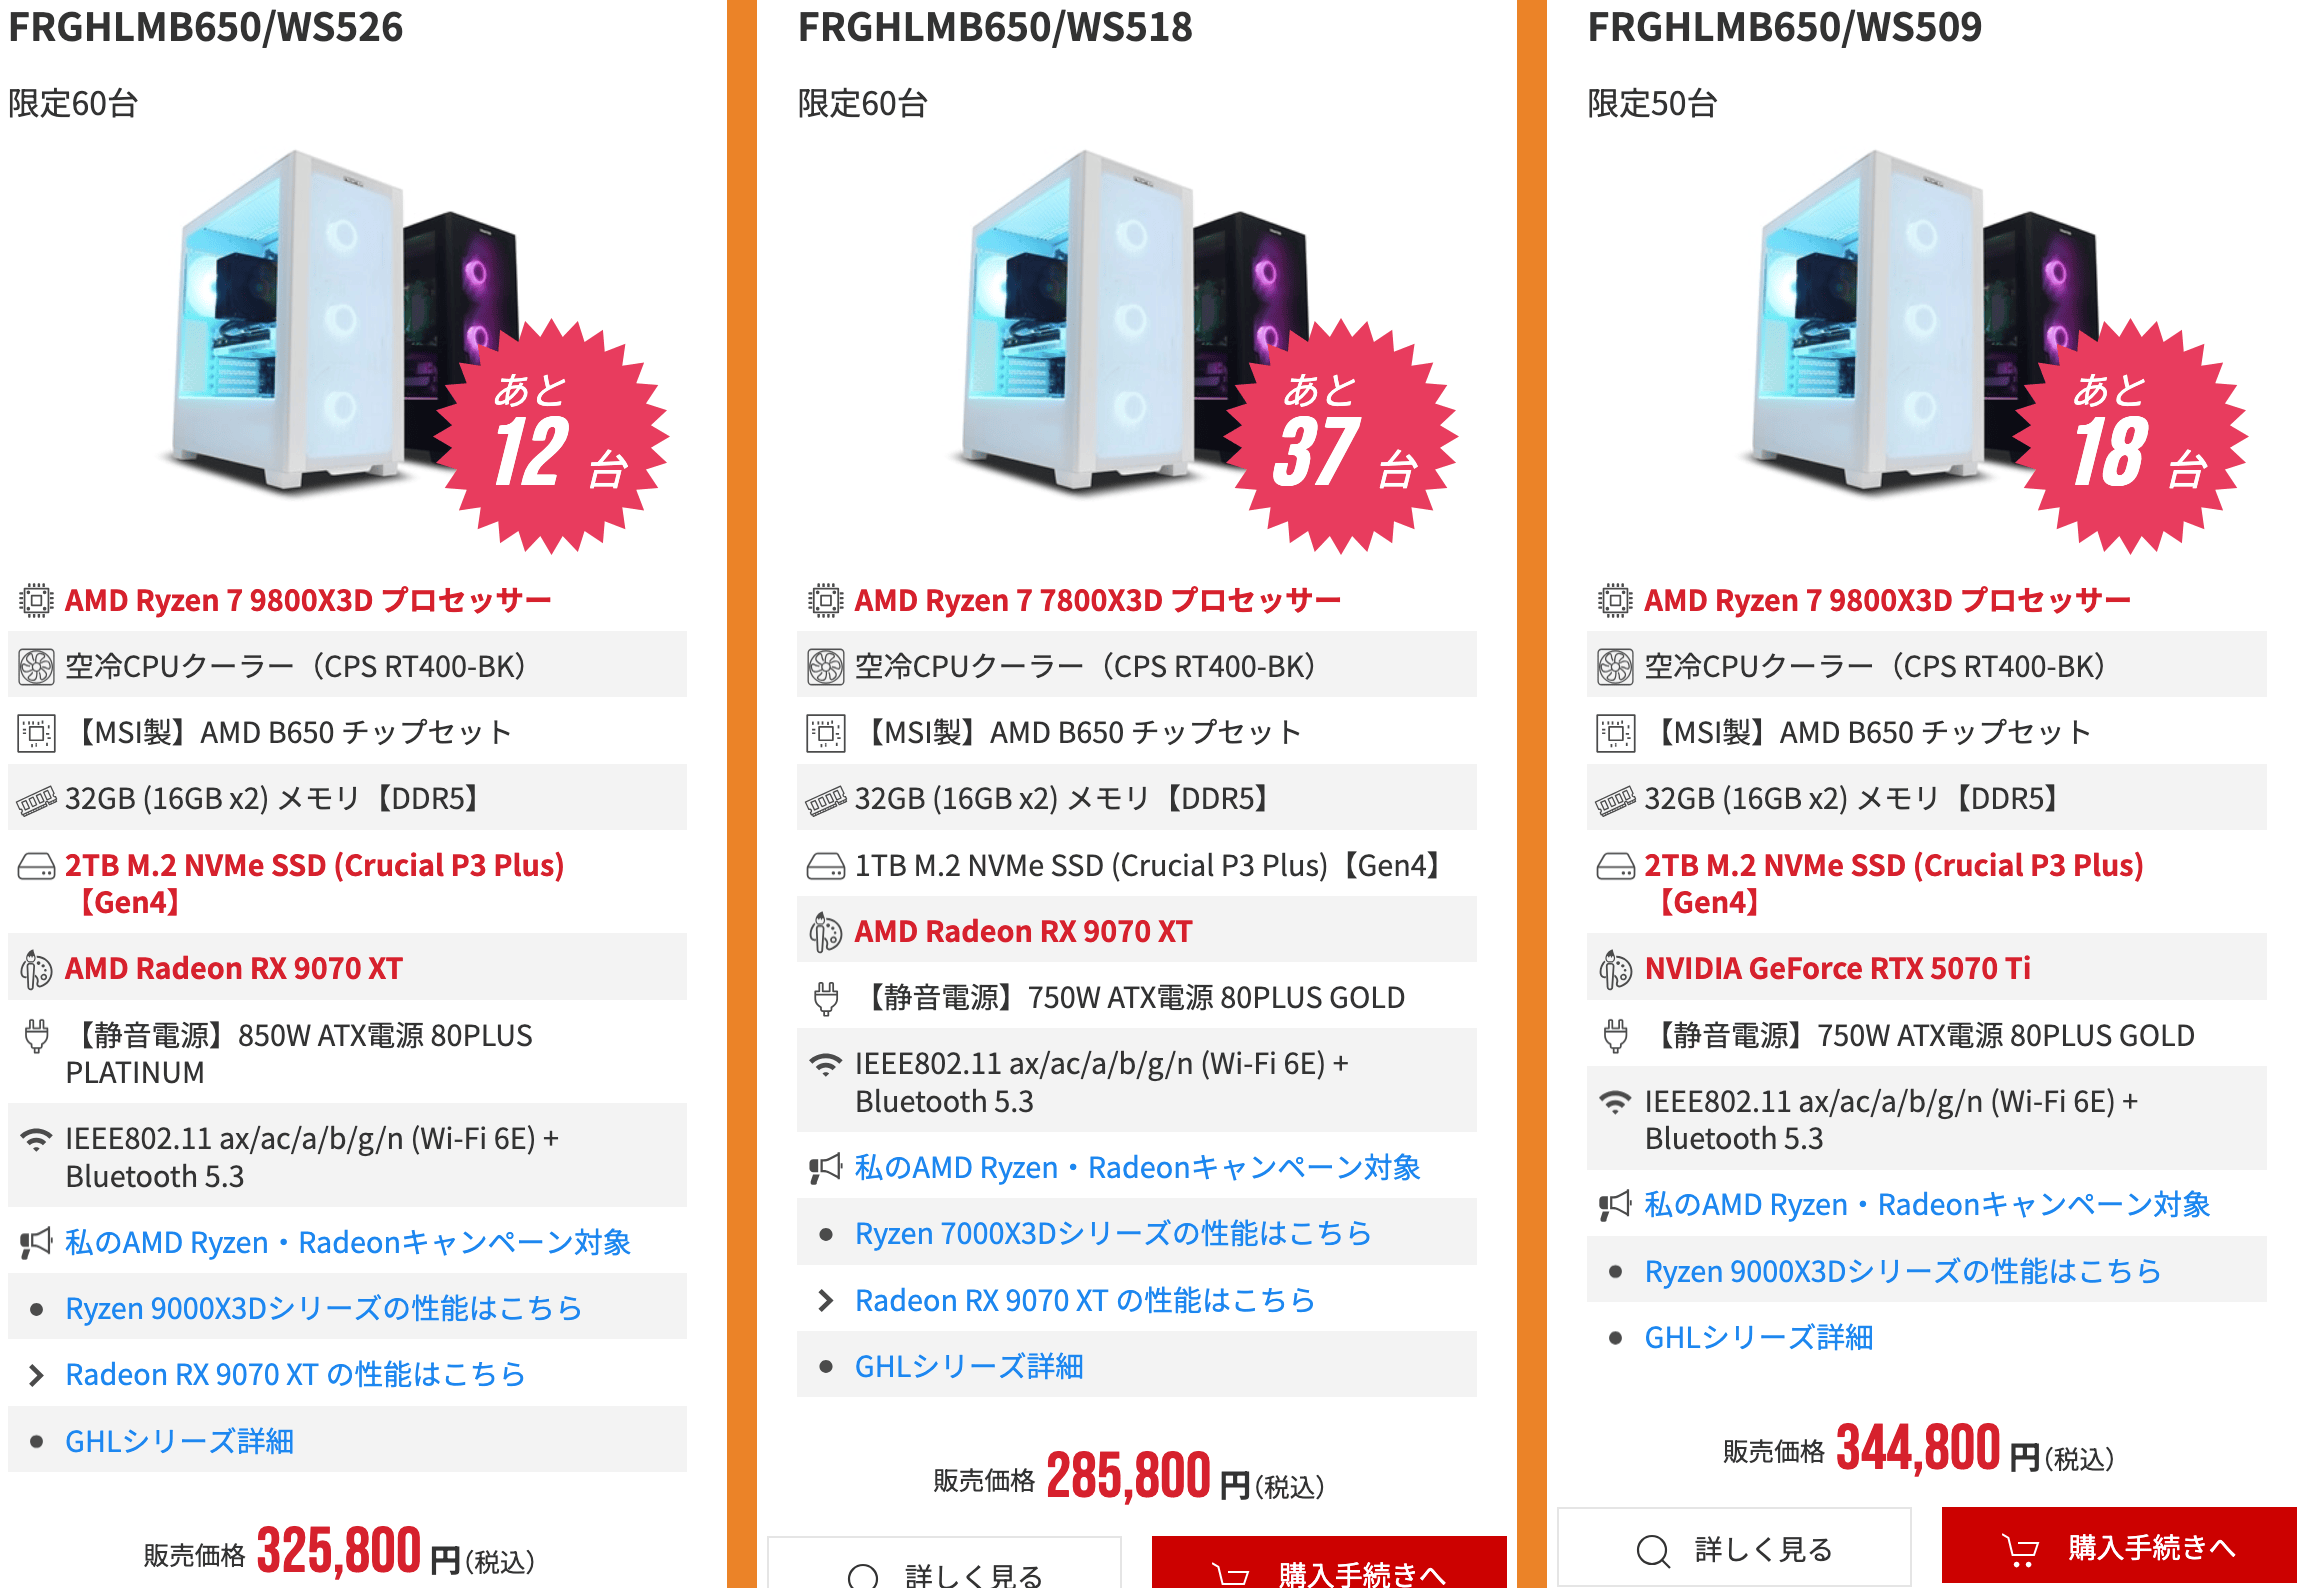 FRGHLMB650/WS526
限定60台
あと
12 台
AMD Ryzen 7 9800X3D プロセッサー
空冷CPUクーラー（CPS RT400-BK）
【MSI製】AMD B650 チップセット
32GB (16GB x2) メモリ【DDR5】
2TB M.2 NVMe SSD (Crucial P3 Plus)
【Gen4】
AMD Radeon RX 9070 XT
【静音電源】850W ATX電源 80PLUS
PLATINUM
IEEE802.11 ax/ac/a/b/g/n (Wi-Fi 6E) +
Bluetooth 5.3
私のAMD Ryzen・Radeonキャンペーン対象
Ryzen 9000X3Dシリーズの性能はこちら
Radeon RX 9070 XT の性能はこちら
GHLシリーズ詳細
販売価格 325,800 円（税込）
FRGHLMB650/WS518
限定60台
あと
37 台
AMD Ryzen 7 7800X3D プロセッサー
空冷CPUクーラー（CPS RT400-BK）
【MSI製】AMD B650 チップセット
32GB (16GB x2) メモリ【DDR5】
1TB M.2 NVMe SSD (Crucial P3 Plus)【Gen4】
AMD Radeon RX 9070 XT
【静音電源】750W ATX電源 80PLUS GOLD
IEEE802.11 ax/ac/a/b/g/n (Wi-Fi 6E) +
Bluetooth 5.3
私のAMD Ryzen・Radeonキャンペーン対象
Ryzen 7000X3Dシリーズの性能はこちら
Radeon RX 9070 XT の性能はこちら
GHLシリーズ詳細
販売価格 285,800 円（税込）
詳しく見る
購入手続きへ
FRGHLMB650/WS509
限定50台
あと
18 台
AMD Ryzen 7 9800X3D プロセッサー
空冷CPUクーラー（CPS RT400-BK）
【MSI製】AMD B650 チップセット
32GB (16GB x2) メモリ【DDR5】
2TB M.2 NVMe SSD (Crucial P3 Plus)
【Gen4】
NVIDIA GeForce RTX 5070 Ti
【静音電源】750W ATX電源 80PLUS GOLD
IEEE802.11 ax/ac/a/b/g/n (Wi-Fi 6E) +
Bluetooth 5.3
私のAMD Ryzen・Radeonキャンペーン対象
Ryzen 9000X3Dシリーズの性能はこちら
GHLシリーズ詳細
販売価格 344,800 円（税込）
詳しく見る
購入手続きへ